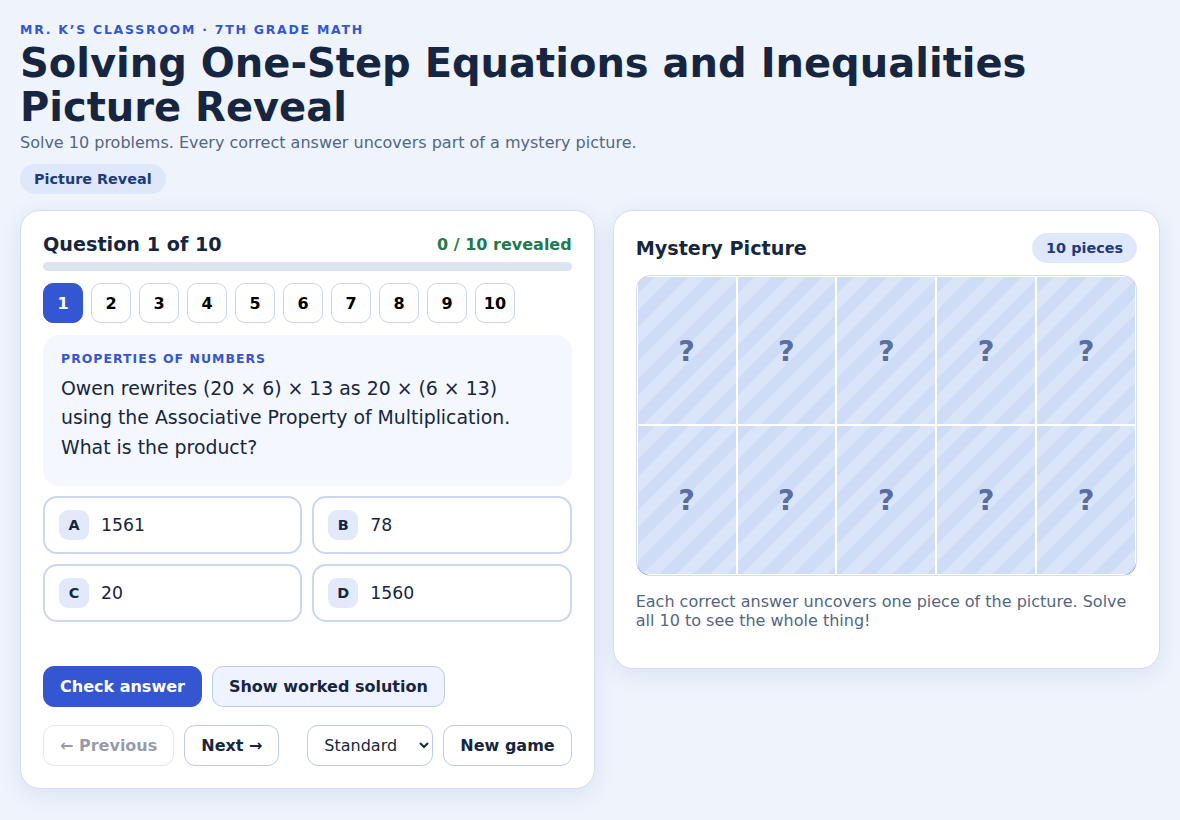 MR. K’S CLASSROOM · 7TH GRADE MATH
Solving One-Step Equations and Inequalities
Picture Reveal
Solve 10 problems. Every correct answer uncovers part of a mystery picture.
Picture Reveal
Question 1 of 10
0 / 10 revealed
1 2 3 4 5 6 7 8 9 10
PROPERTIES OF NUMBERS
Owen rewrites (20 × 6) × 13 as 20 × (6 × 13)
using the Associative Property of Multiplication.
What is the product?
A 1561
B 78
C 20
D 1560
Check answer
Show worked solution
← Previous
Next →
Standard
New game
Mystery Picture
10 pieces
? ? ? ? ?
? ? ? ? ?
Each correct answer uncovers one piece of the picture. Solve
all 10 to see the whole thing!